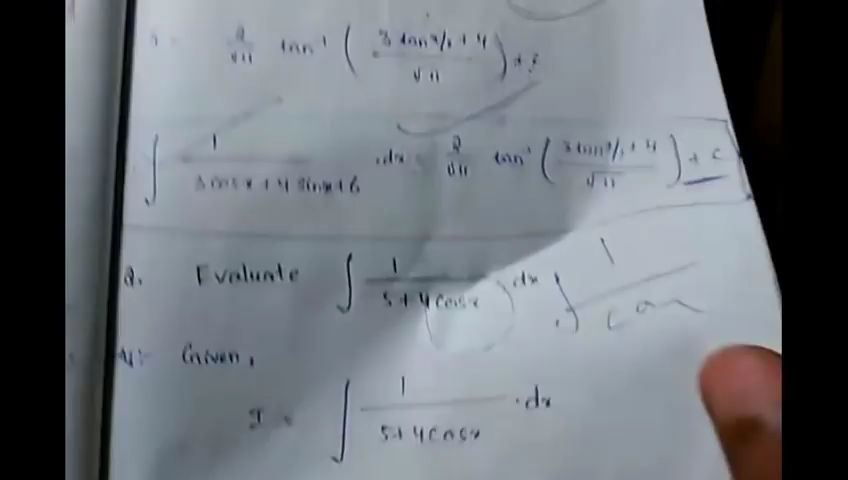 2/√11 tan⁻¹ ( 3 tan x/2 + 4 / √11 ) + c
∫ 1 / 3 cos x + 4 sin x + 6 · dx = 2/√11 tan⁻¹ ( 3 tan x/2 + 4 / √11 ) + c
Q. Evaluate ∫ 1 / 5 + 4 cos x dx ∫ 1
Given,
I = ∫ 1 / 5 + 4 cos x · dx